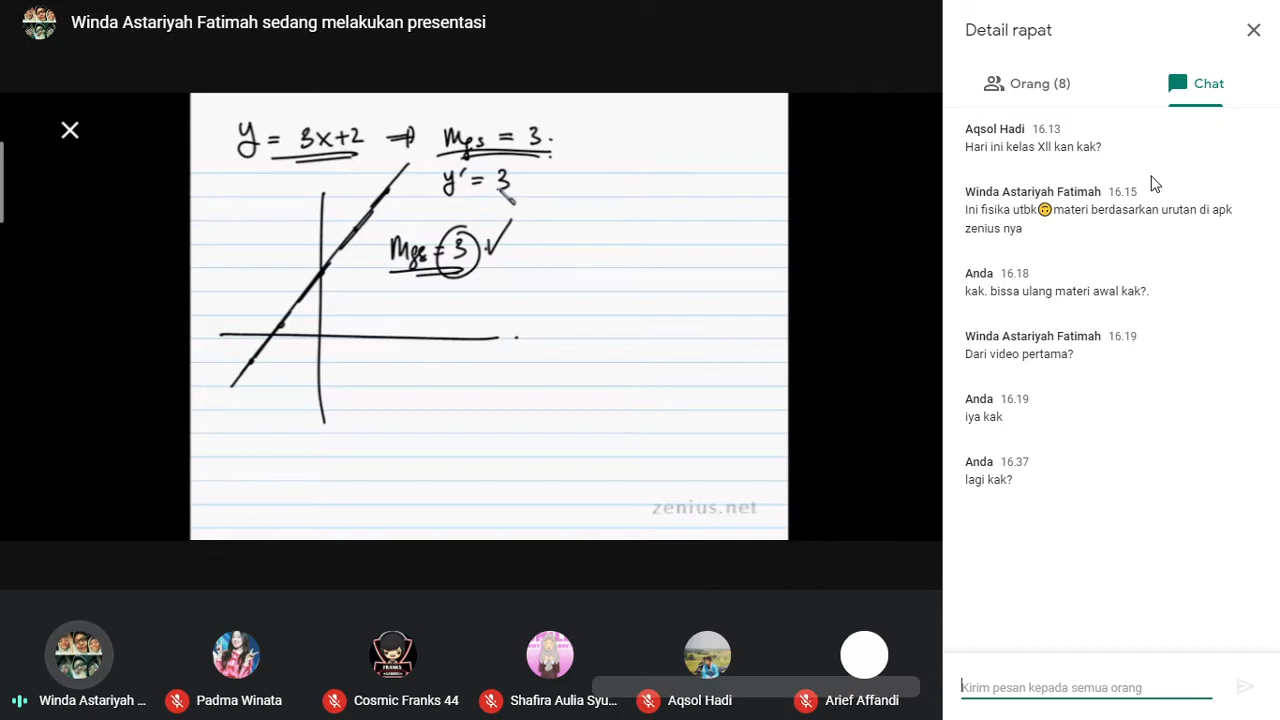 Winda Astariyah Fatimah sedang melakukan presentasi
y = 3x+2 → Mgs = 3.
y' = 3
Mgs = 3 ✓
zenius.net
Winda Astariyah ...
Padma Winata
Cosmic Franks 44
Shafira Aulia Syu...
Aqsol Hadi
Arief Affandi
Detail rapat
Orang (8)
Chat
Aqsol Hadi 16.13
Hari ini kelas Xll kan kak?
Winda Astariyah Fatimah 16.15
Ini fisika utbk🙃materi berdasarkan urutan di apk
zenius nya
Anda 16.18
kak. bissa ulang materi awal kak?.
Winda Astariyah Fatimah 16.19
Dari video pertama?
Anda 16.19
iya kak
Anda 16.37
lagi kak?
Kirim pesan kepada semua orang